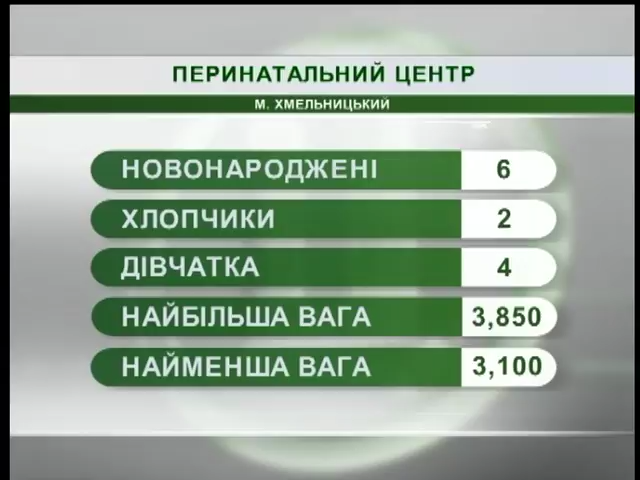 ПЕРИНАТАЛЬНИЙ ЦЕНТР
М. ХМЕЛЬНИЦЬКИЙ
НОВОНАРОДЖЕНІ 6
ХЛОПЧИКИ 2
ДІВЧАТКА 4
НАЙБІЛЬША ВАГА 3,850
НАЙМЕНША ВАГА 3,100